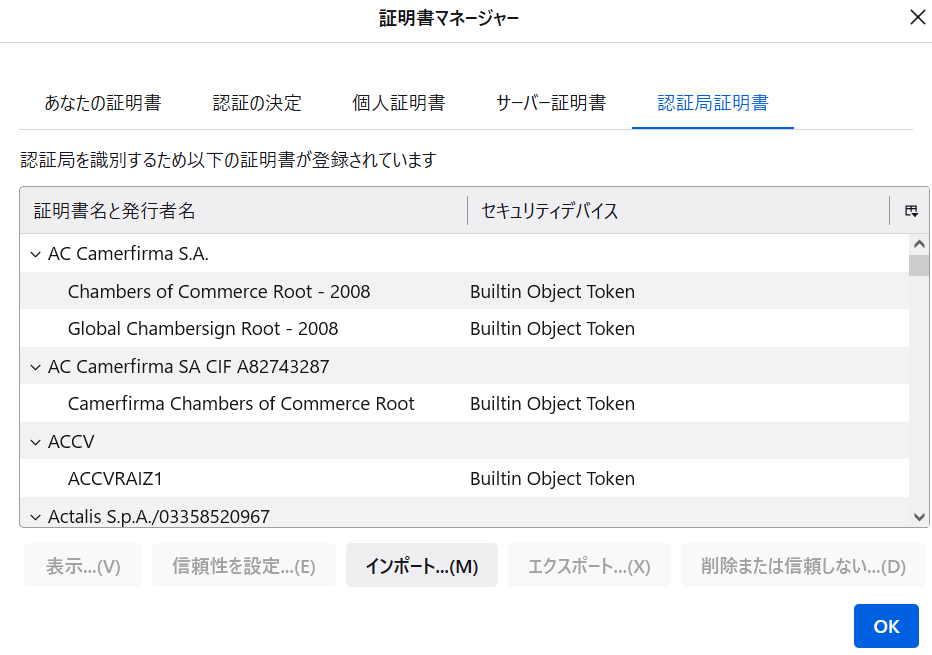 証明書マネージャー
あなたの証明書 認証の決定 個人証明書 サーバー証明書 認証局証明書
認証局を識別するため以下の証明書が登録されています
証明書名と発行者名 セキュリティデバイス
AC Camerfirma S.A.
Chambers of Commerce Root - 2008 Builtin Object Token
Global Chambersign Root - 2008 Builtin Object Token
AC Camerfirma SA CIF A82743287
Camerfirma Chambers of Commerce Root Builtin Object Token
ACCV
ACCVRAIZ1 Builtin Object Token
Actalis S.p.A./03358520967
表示...(V) 信頼性を設定...(E) インポート...(M) エクスポート...(X) 削除または信頼しない...(D)
OK